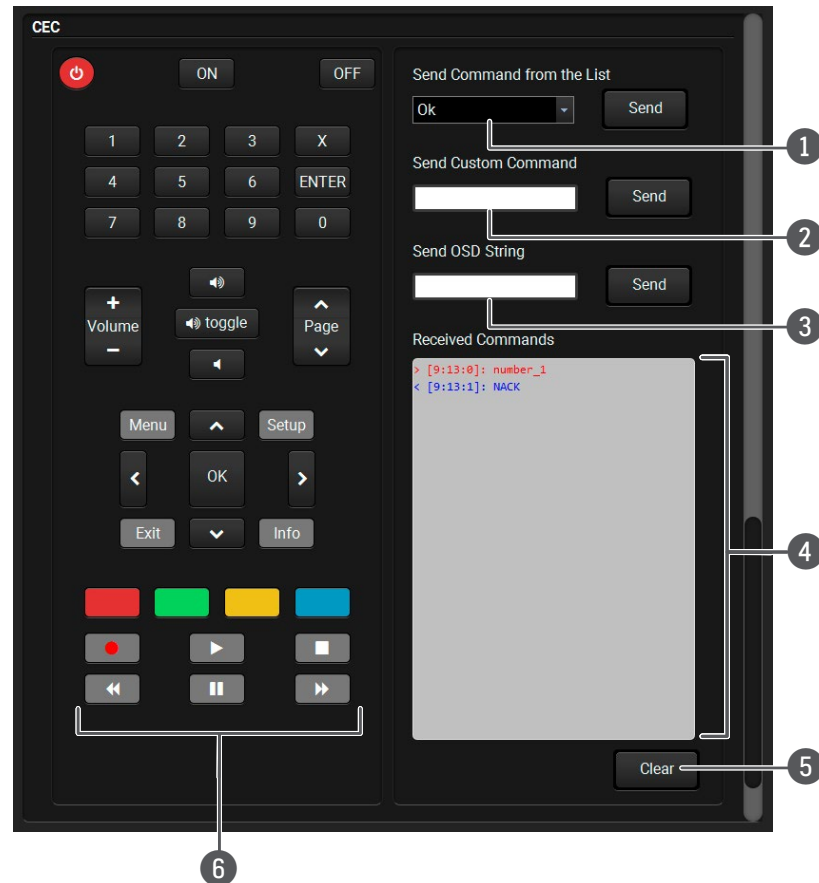 CEC
ON OFF
1 2 3 X
4 5 6 ENTER
7 8 9 0
+
Volume
−
toggle
Page
Menu Setup
OK
Exit Info
Send Command from the List
Ok Send
Send Custom Command
Send
Send OSD String
Send
Received Commands
> [9:13:0]: number_1
< [9:13:1]: NACK
Clear
1
2
3
4
5
6